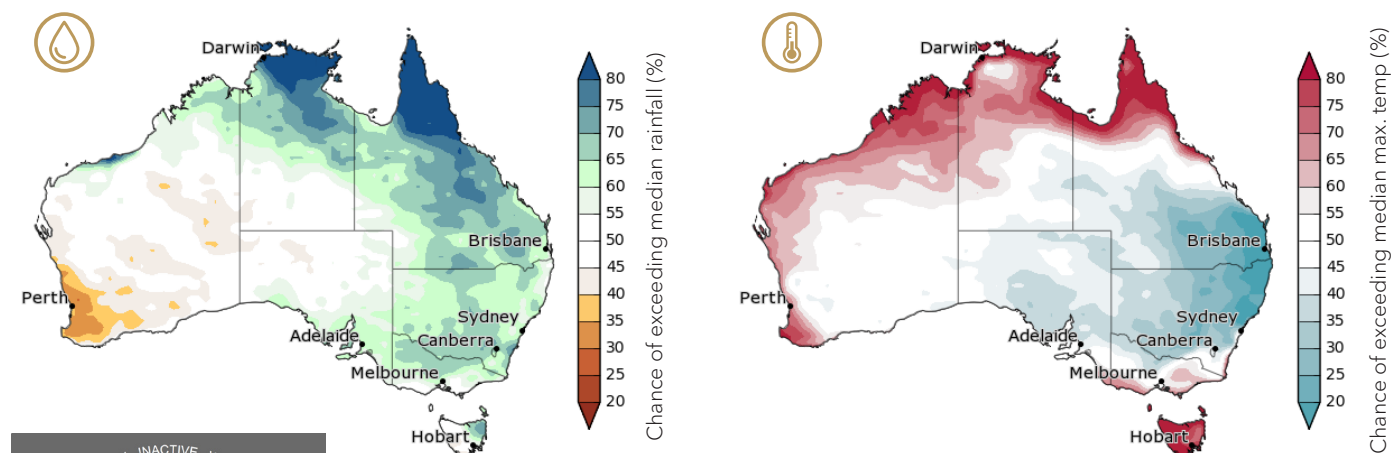 Darwin
Brisbane
Perth
Sydney
Adelaide
Canberra
Melbourne
Hobart
80
75
70
65
60
55
50
45
40
35
30
25
20
Chance of exceeding median rainfall (%)
INACTIVE
Darwin
Brisbane
Perth
Sydney
Adelaide
Canberra
Melbourne
Hobart
80
75
70
65
60
55
50
45
40
35
30
25
20
Chance of exceeding median max. temp (%)